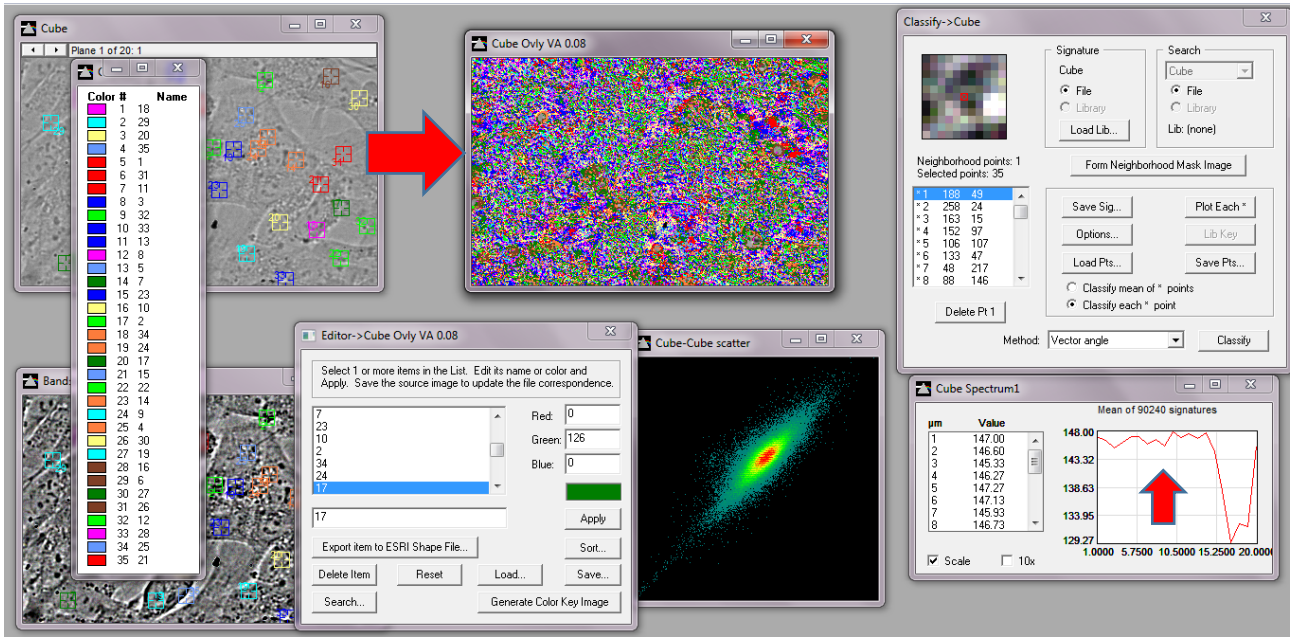 Cube
Plane 1 of 20: 1
Color # Name
1 18
2 29
3 20
4 35
5 1
6 31
7 11
8 3
9 32
10 33
11 13
12 8
13 5
14 7
15 23
16 10
17 2
18 34
19 24
20 17
21 15
22 22
23 14
24 9
25 4
26 30
27 19
28 16
29 6
30 27
31 26
32 12
33 28
34 25
35 21
Cube Ovly VA 0.08
Classify->Cube
Signature
Cube
File
Library
Load Lib...
Search
Cube
File
Library
Lib: (none)
Neighborhood points: 1
Selected points: 35
Form Neighborhood Mask Image
* 1 188 49
* 2 258 24
* 3 163 15
* 4 152 97
* 5 106 107
* 6 133 47
* 7 48 217
* 8 88 146
Delete Pt 1
Save Sig...
Plot Each *
Options...
Lib Key
Load Pts...
Save Pts...
Classify mean of * points
Classify each * point
Method: Vector angle
Classify
Editor->Cube Ovly VA 0.08
Select 1 or more items in the List. Edit its name or color and
Apply. Save the source image to update the file correspondence.
7
23
10
2
34
24
17
Red: 0
Green: 126
Blue: 0
17
Apply
Export item to ESRI Shape File...
Sort...
Delete Item
Reset
Load...
Save...
Search...
Generate Color Key Image
Cube-Cube scatter
Cube Spectrum1
Mean of 90240 signatures
µm Value
1 147.00
2 146.60
3 145.33
4 146.27
5 147.27
6 147.13
7 145.93
8 146.73
Scale
10x
148.00
143.32
138.63
133.95
129.27
1.0000 5.7500 10.5000 15.2500 20.0000